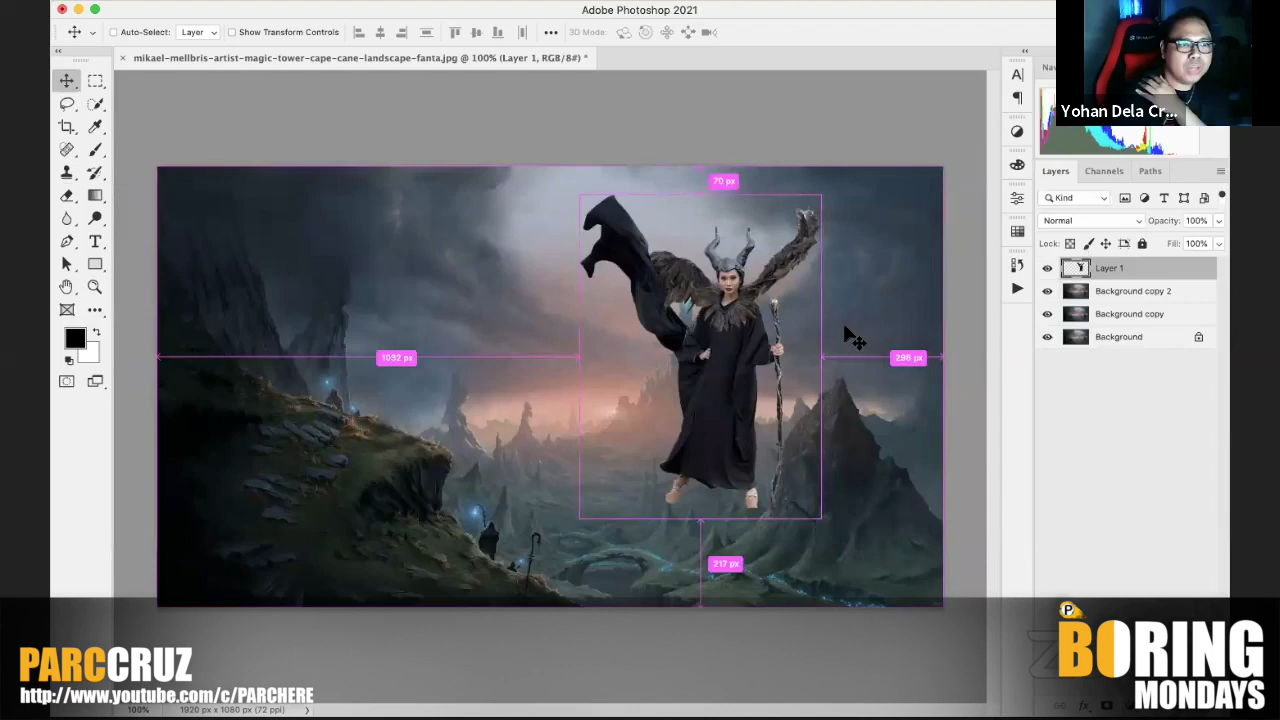 Adobe Photoshop 2021
Auto-Select:
Layer
Show Transform Controls
3D Mode:
mikael-mellbris-artist-magic-tower-cape-cane-landscape-fanta.jpg @ 100% (Layer 1, RGB/8#) *
Yohan Dela Cr...
70 px
1032 px
298 px
217 px
Layers
Channels
Paths
Kind
Normal
Opacity: 100%
Lock:
Fill: 100%
Layer 1
Background copy 2
Background copy
Background
PARCCRUZ
http://www.youtube.com/c/PARCHERE
100%
1920 px x 1080 px (72 ppi)
P
BORING
MONDAYS